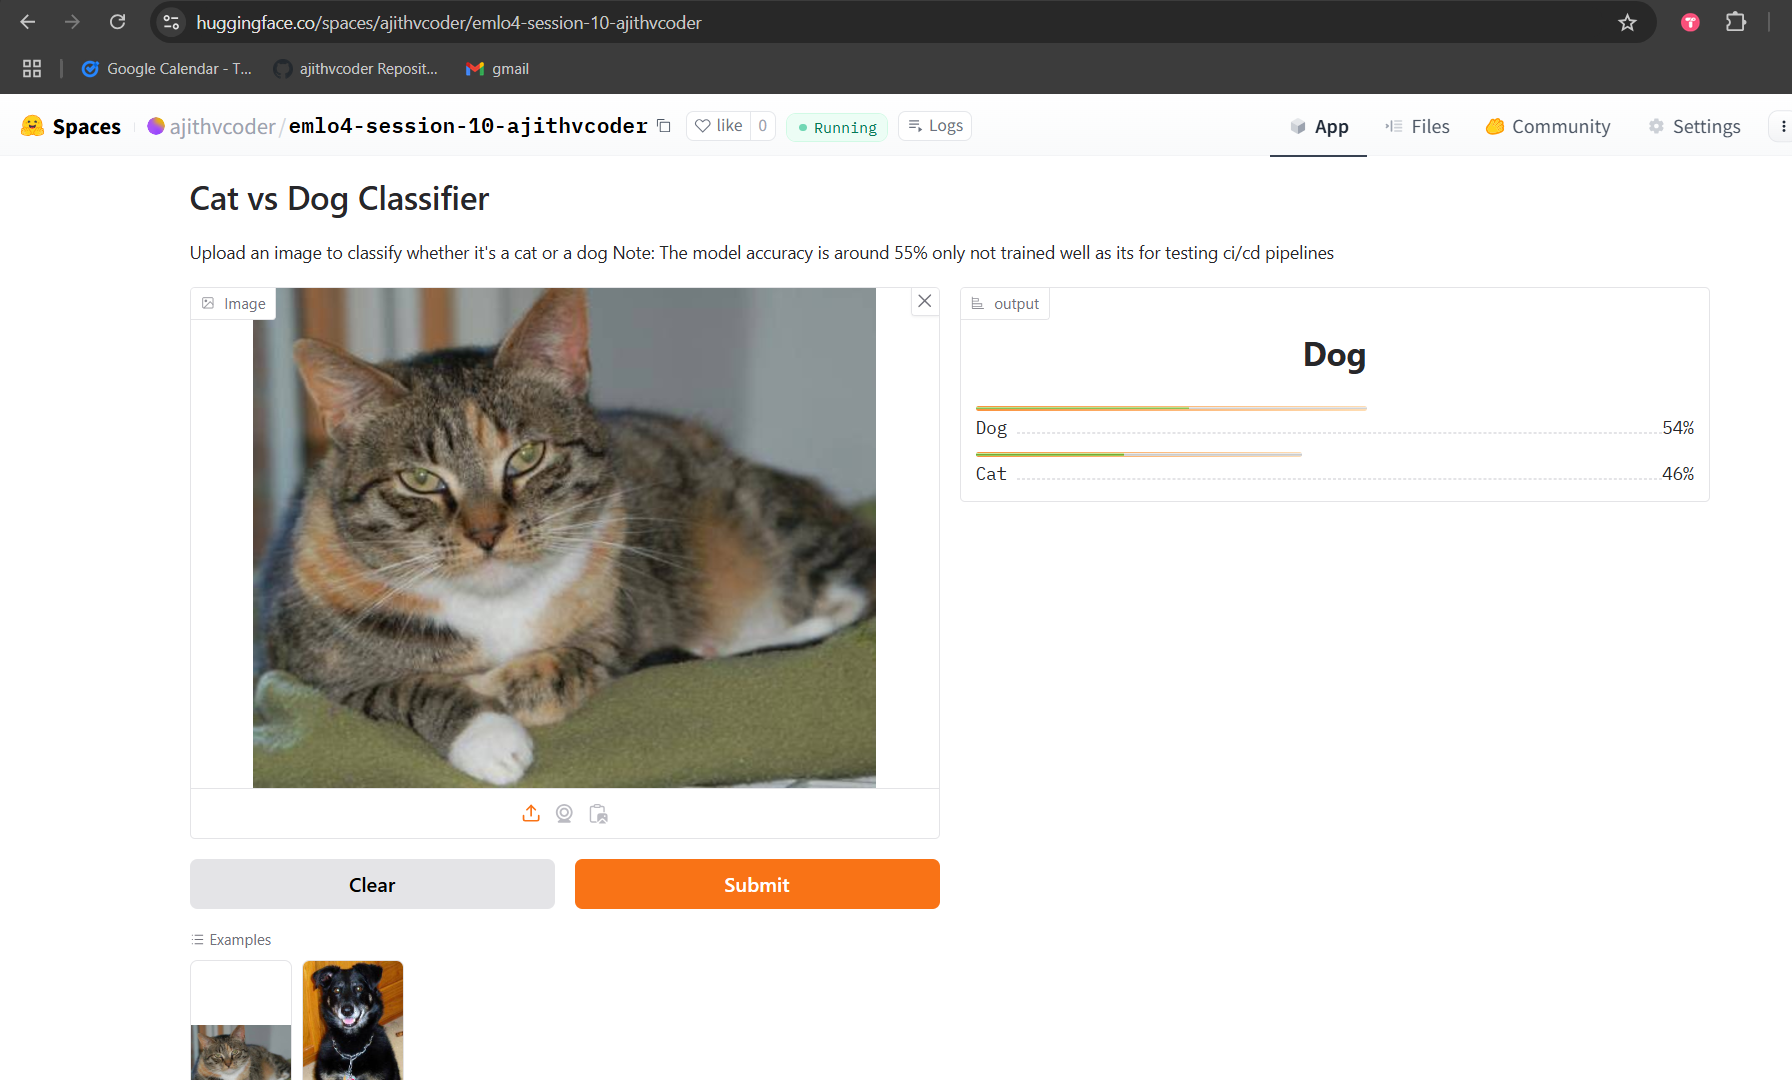 huggingface.co/spaces/ajithvcoder/emlo4-session-10-ajithvcoder
Google Calendar - T...
ajithvcoder Reposit...
gmail
Spaces
ajithvcoder/emlo4-session-10-ajithvcoder
like 0
Running
Logs
App
Files
Community
Settings
Cat vs Dog Classifier
Upload an image to classify whether it's a cat or a dog Note: The model accuracy is around 55% only not trained well as its for testing ci/cd pipelines
Image
output
Dog
Dog 54%
Cat 46%
Clear
Submit
Examples